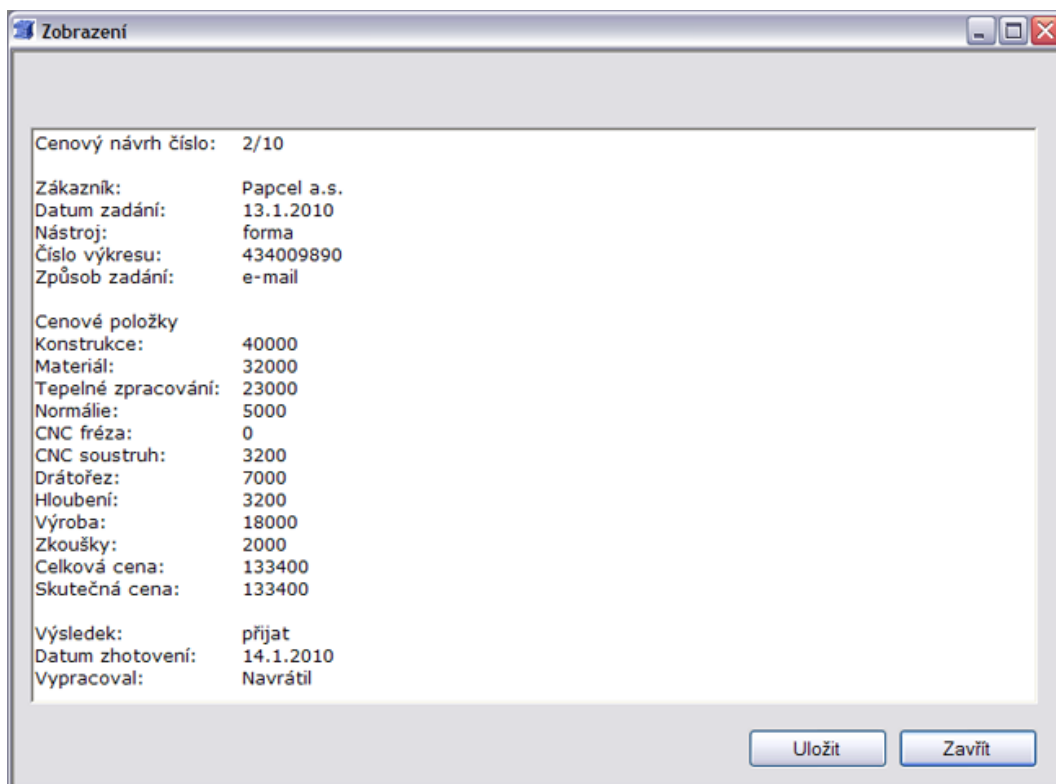 Zobrazení
Cenový návrh číslo: 2/10
Zákazník: Papcel a.s.
Datum zadání: 13.1.2010
Nástroj: forma
Číslo výkresu: 434009890
Způsob zadání: e-mail
Cenové položky
Konstrukce: 40000
Materiál: 32000
Tepelné zpracování: 23000
Normálie: 5000
CNC fréza: 0
CNC soustruh: 3200
Drátořez: 7000
Hloubení: 3200
Výroba: 18000
Zkoušky: 2000
Celková cena: 133400
Skutečná cena: 133400
Výsledek: přijat
Datum zhotovení: 14.1.2010
Vypracoval: Navrátil
Uložit Zavřít